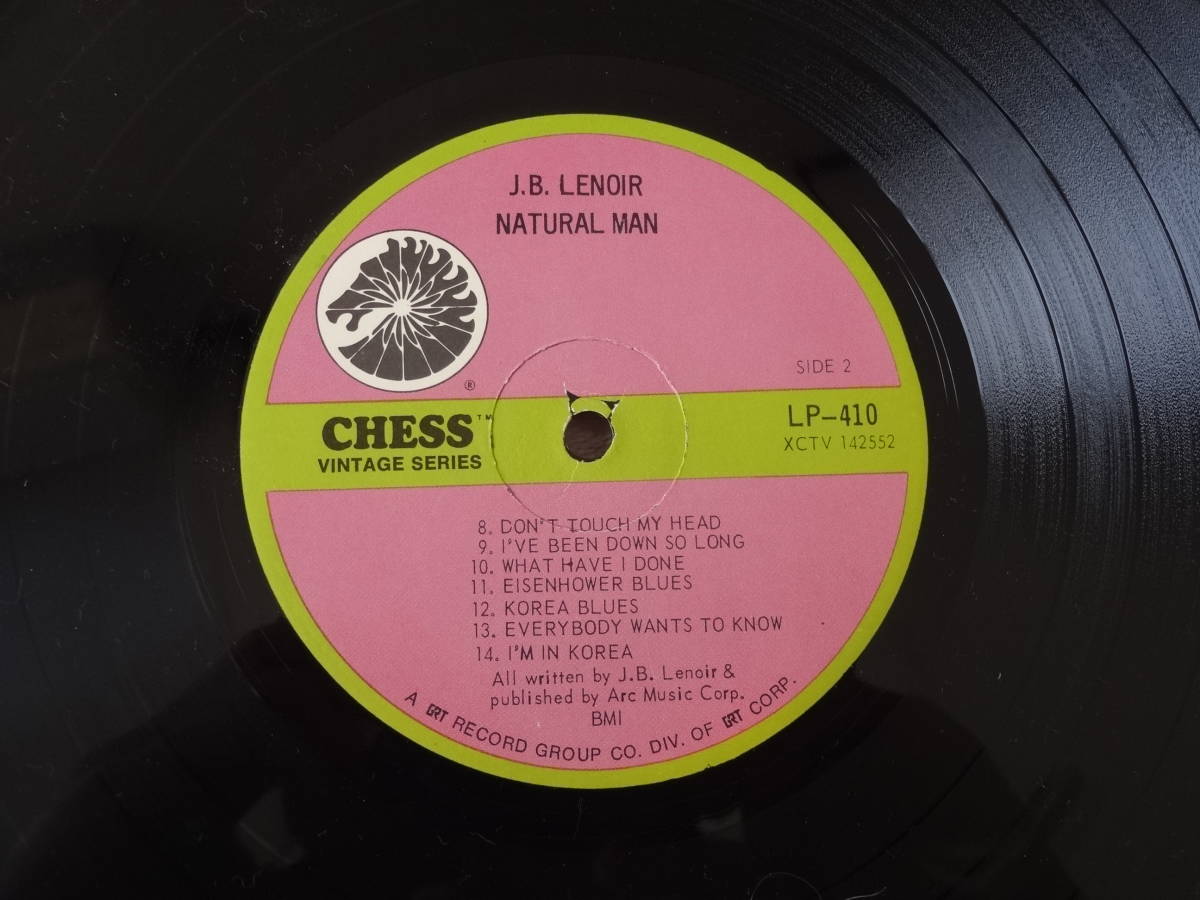 J.B. LENOIR
NATURAL MAN
®
SIDE 2
CHESS™
VINTAGE SERIES
LP-410
XCTV 142552
8. DON'T TOUCH MY HEAD
9. I'VE BEEN DOWN SO LONG
10. WHAT HAVE I DONE
11. EISENHOWER BLUES
12. KOREA BLUES
13. EVERYBODY WANTS TO KNOW
14. I'M IN KOREA
All written by J.B. Lenoir &
published by Arc Music Corp.
BMI
A GRT RECORD GROUP CO. DIV. OF GRT CORP.